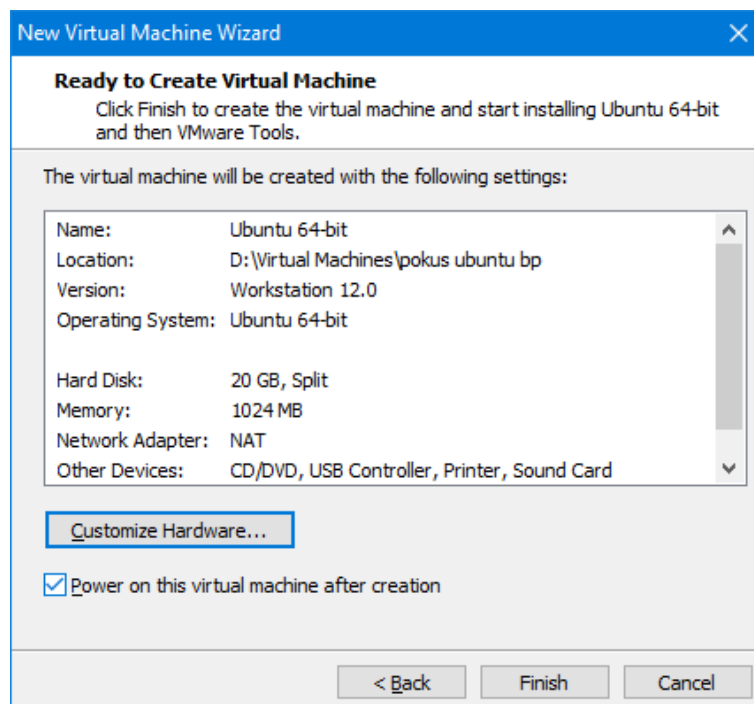 New Virtual Machine Wizard
Ready to Create Virtual Machine
Click Finish to create the virtual machine and start installing Ubuntu 64-bit
and then VMware Tools.
The virtual machine will be created with the following settings:
Name: Ubuntu 64-bit
Location: D:\Virtual Machines\pokus ubuntu bp
Version: Workstation 12.0
Operating System: Ubuntu 64-bit
Hard Disk: 20 GB, Split
Memory: 1024 MB
Network Adapter: NAT
Other Devices: CD/DVD, USB Controller, Printer, Sound Card
Customize Hardware...
Power on this virtual machine after creation
< Back Finish Cancel